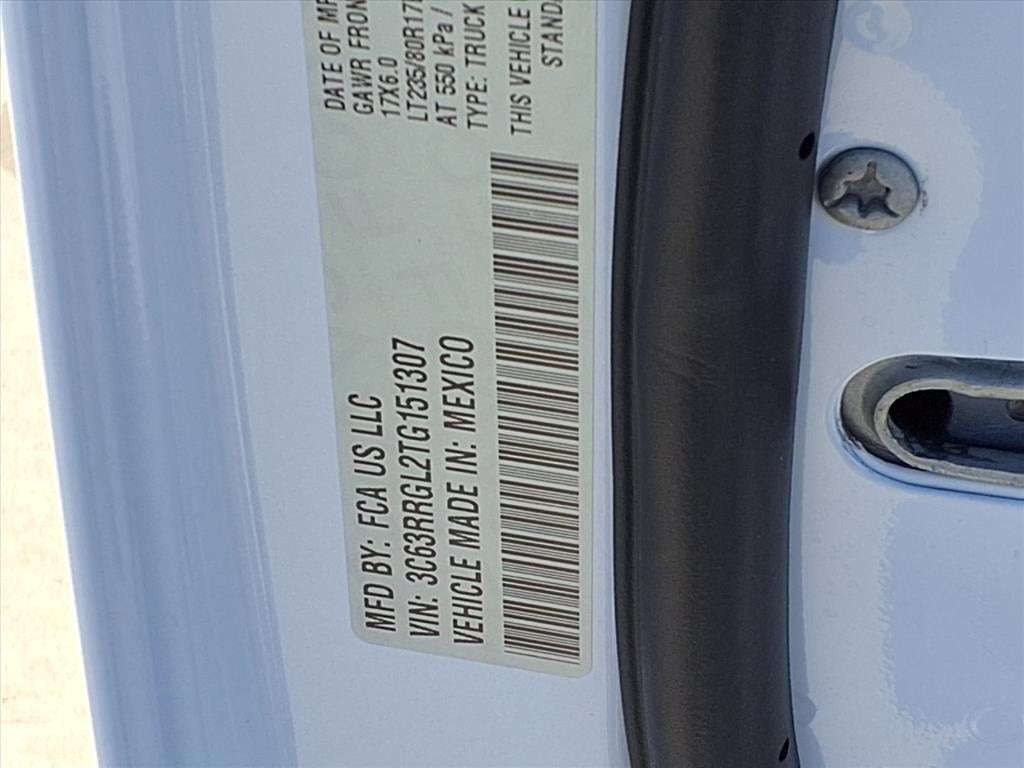 MFD BY: FCA US LLC
VIN: 3C63RRGL2TG151307
VEHICLE MADE IN: MEXICO
DATE OF
GAWR FRON
17X6.0
LT235/80R17
AT 550 kPa /
TYPE: TRUCK
THIS VEHICLE
STAND